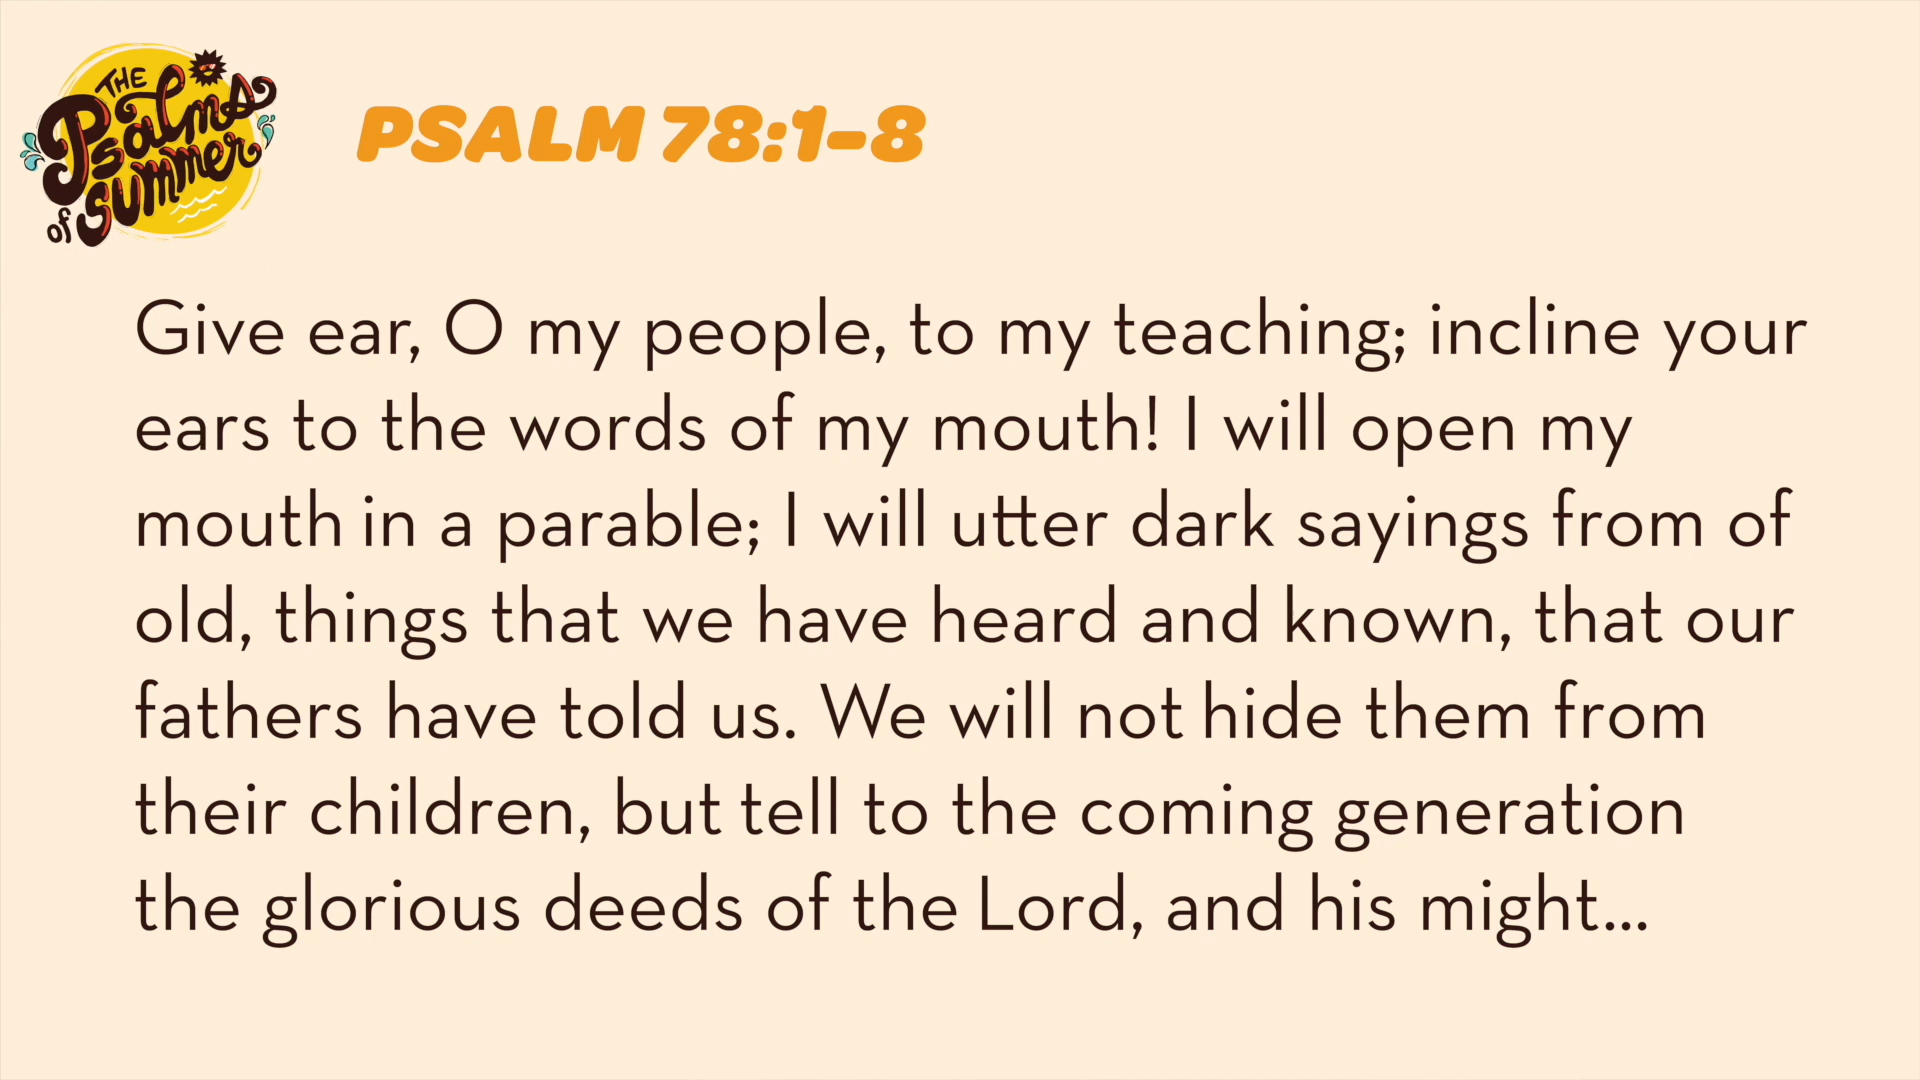 THE
Psalms
of Summer
PSALM 78:1-8
Give ear, O my people, to my teaching; incline your
ears to the words of my mouth! I will open my
mouth in a parable; I will utter dark sayings from of
old, things that we have heard and known, that our
fathers have told us. We will not hide them from
their children, but tell to the coming generation
the glorious deeds of the Lord, and his might...